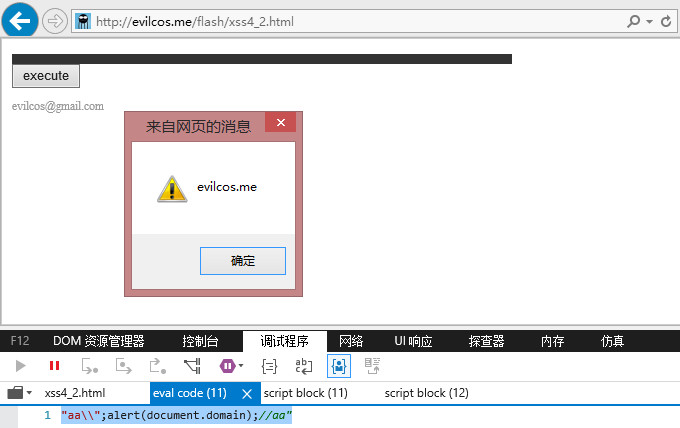 http://evilcos.me/flash/xss4_2.html
execute
evilcos@gmail.com
来自网页的消息
evilcos.me
确定
F12 DOM 资源管理器 控制台 调试程序 网络 UI 响应 探查器 内存 仿真
xss4_2.html eval code (11) script block (11) script block (12)
1 "aa\\";alert(document.domain);//aa"